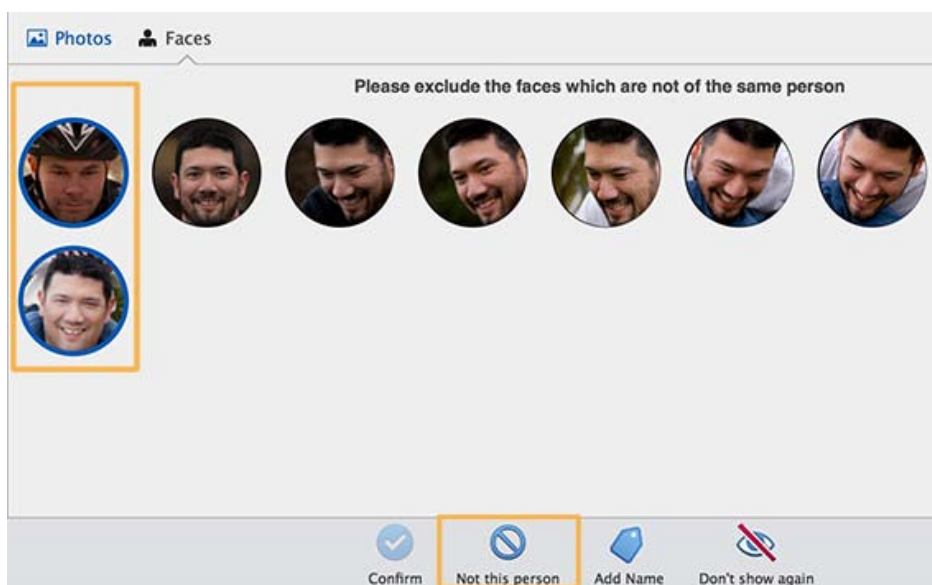 Photos Faces
Please exclude the faces which are not of the same person
Confirm Not this person Add Name Don't show again